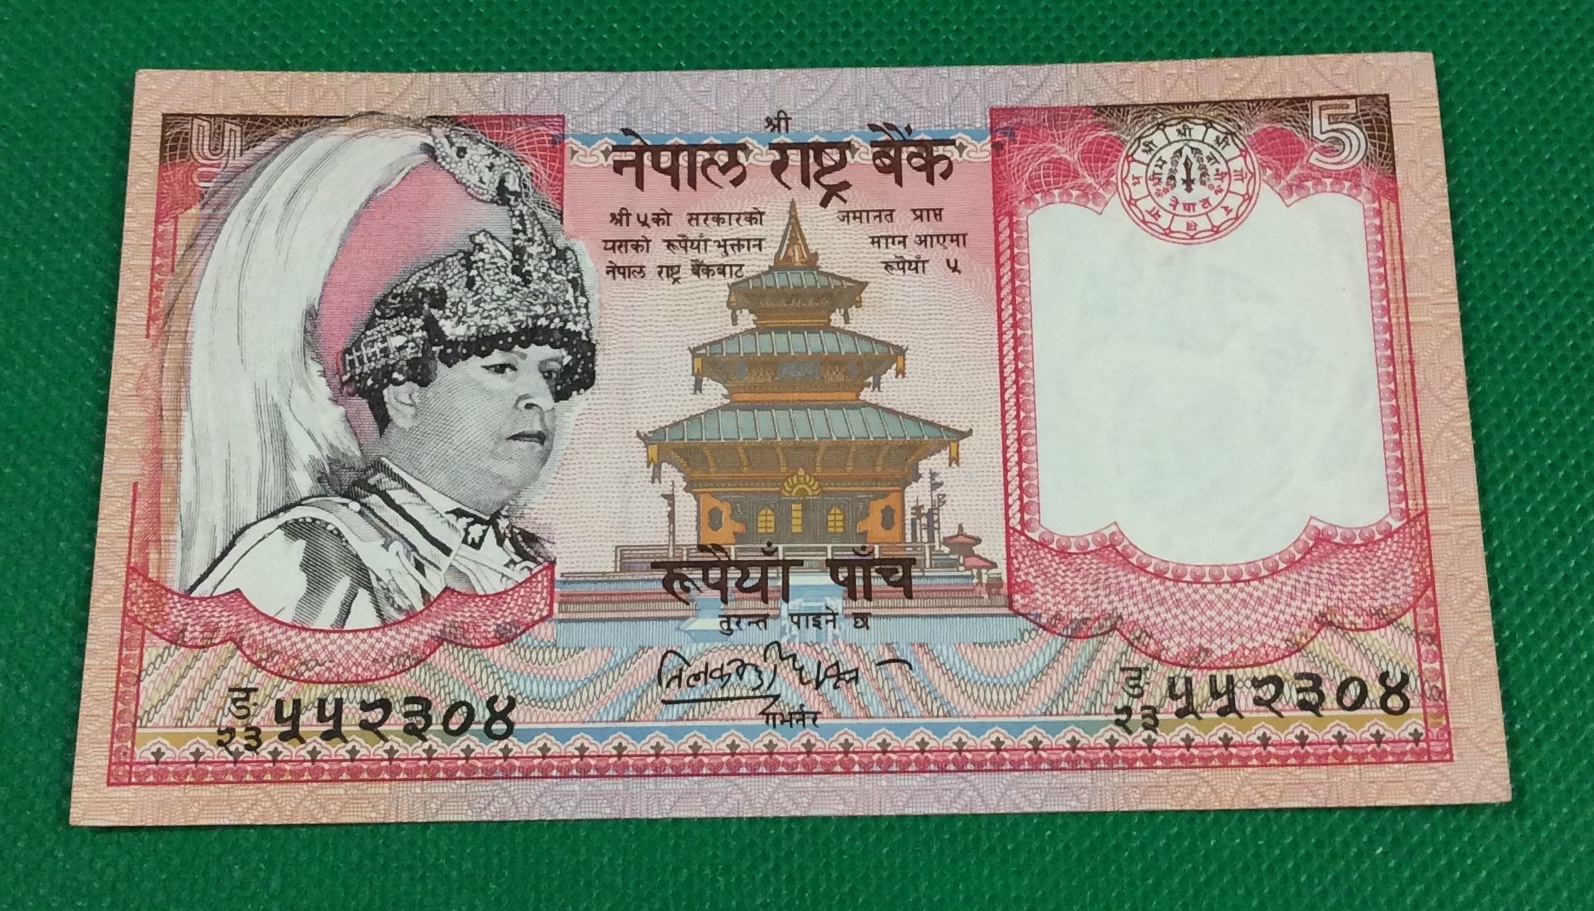 ५
श्री
नेपाल राष्ट्र बैंक
5
श्री ५को सरकारको जमानत प्राप्त
यसको रूपैयाँ भुक्तान माग्न आएमा
नेपाल राष्ट्र बैंकबाट रूपैयाँ ५
रूपैयाँ पाँच
तुरन्त पाइने छ
गभर्नर
ङ
२३ ५५२३०४
ङ
२३ ५५२३०४